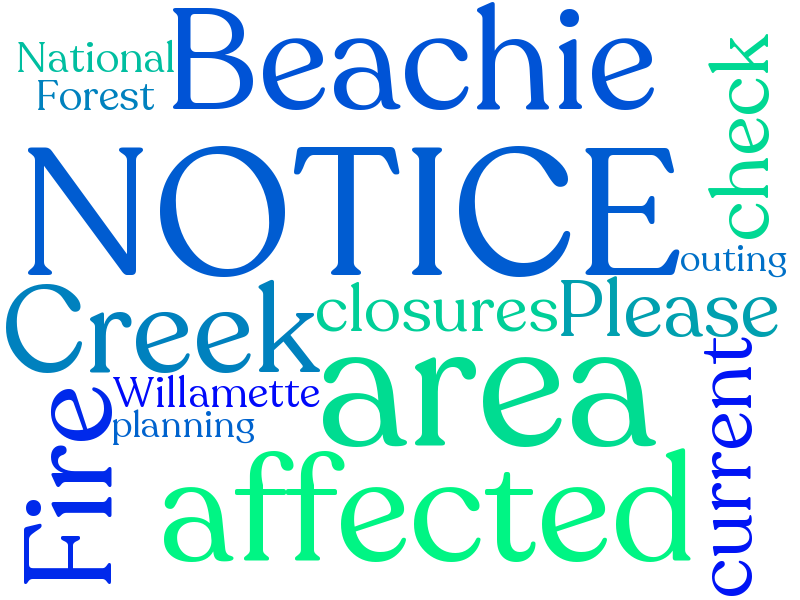 National
Forest
Beachie
check
NOTICE
outing
Creek
closures
Please
Willamette
planning
area
Fire
current
affected